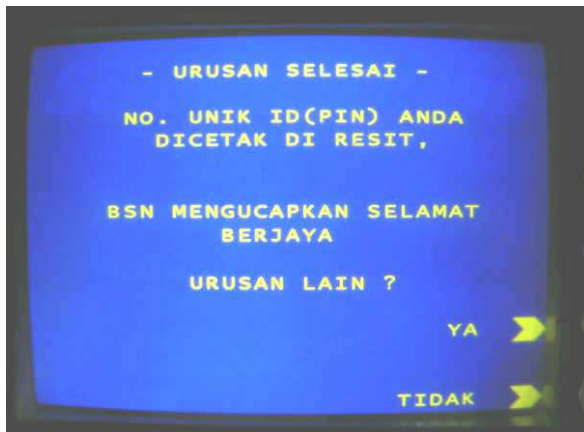 - URUSAN SELESAI -
NO. UNIK ID(PIN) ANDA
DICETAK DI RESIT,
BSN MENGUCAPKAN SELAMAT
BERJAYA
URUSAN LAIN ?
YA
TIDAK